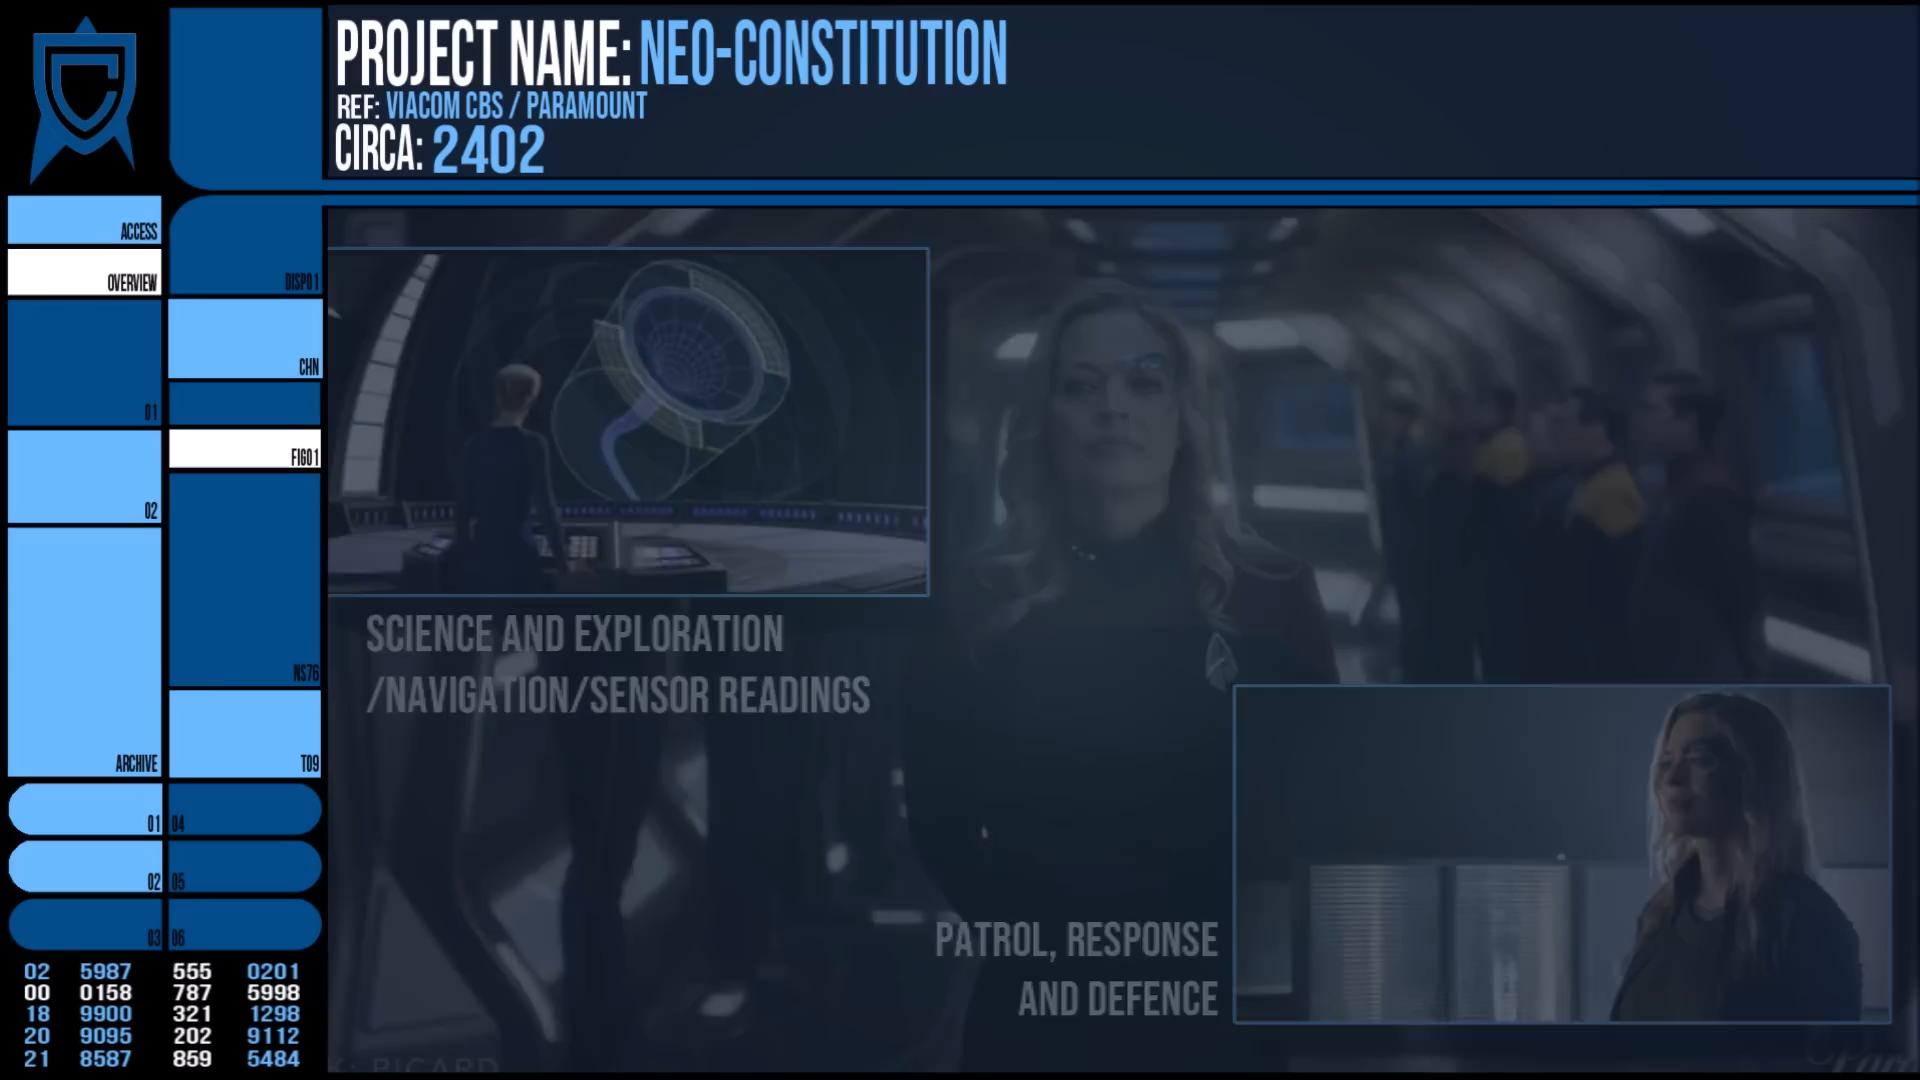 PROJECT NAME: NEO-CONSTITUTION
REF: VIACOM CBS / PARAMOUNT
CIRCA: 2402
ACCESS
OVERVIEW
DISP01
CHN
01
FIG01
02
NS76
ARCHIVE
T09
01 04
02 05
03 06
SCIENCE AND EXPLORATION
/NAVIGATION/SENSOR READINGS
PATROL, RESPONSE
AND DEFENCE
02 5987 555 0201
00 0158 787 5998
18 9900 321 1298
20 9095 202 9112
21 8587 859 5484
: PICARD